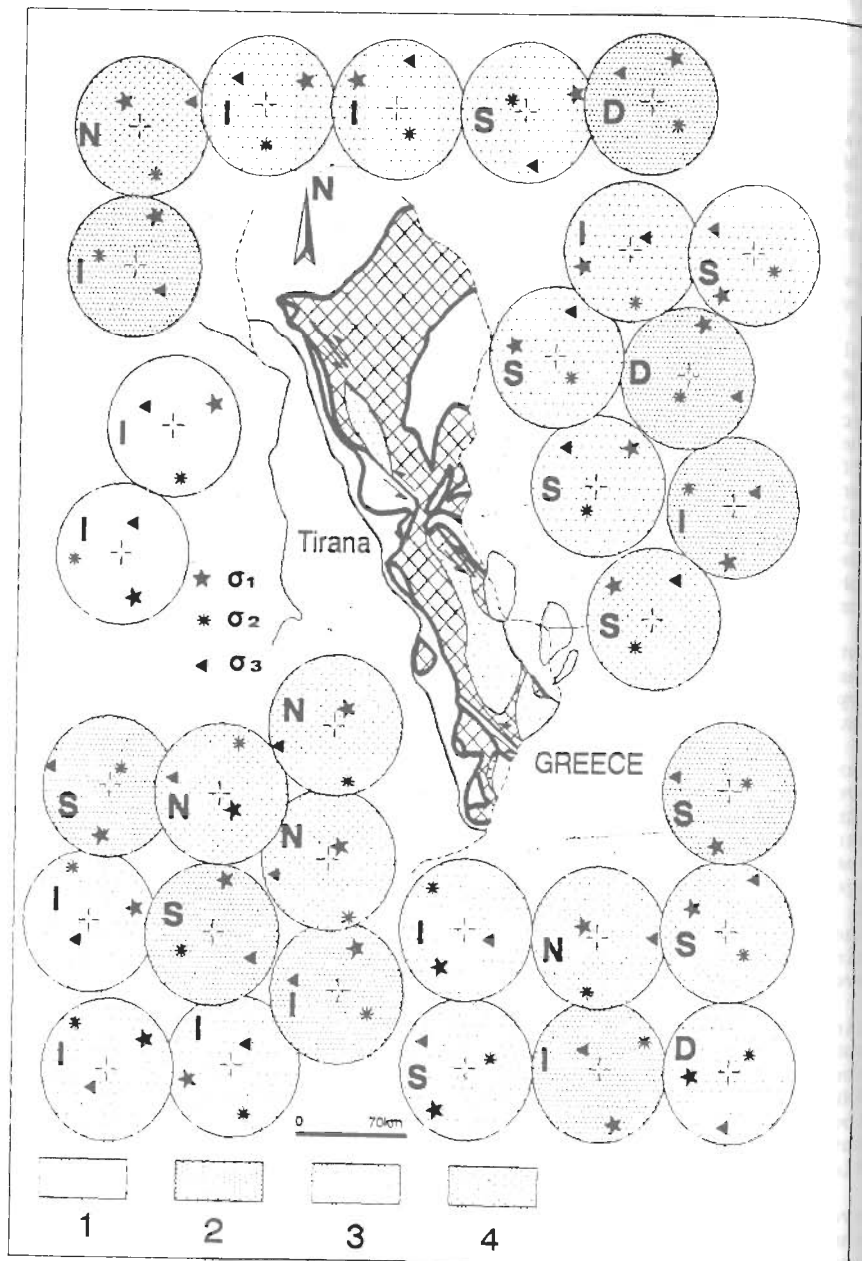 N I I S D
N
I
I S
S D
I
S I
I
Tirana
σ1
S
σ2
σ3
N
GREECE
S N
N S
I S
I N S
I
I I
S I D
0 70km
1 2 3 4